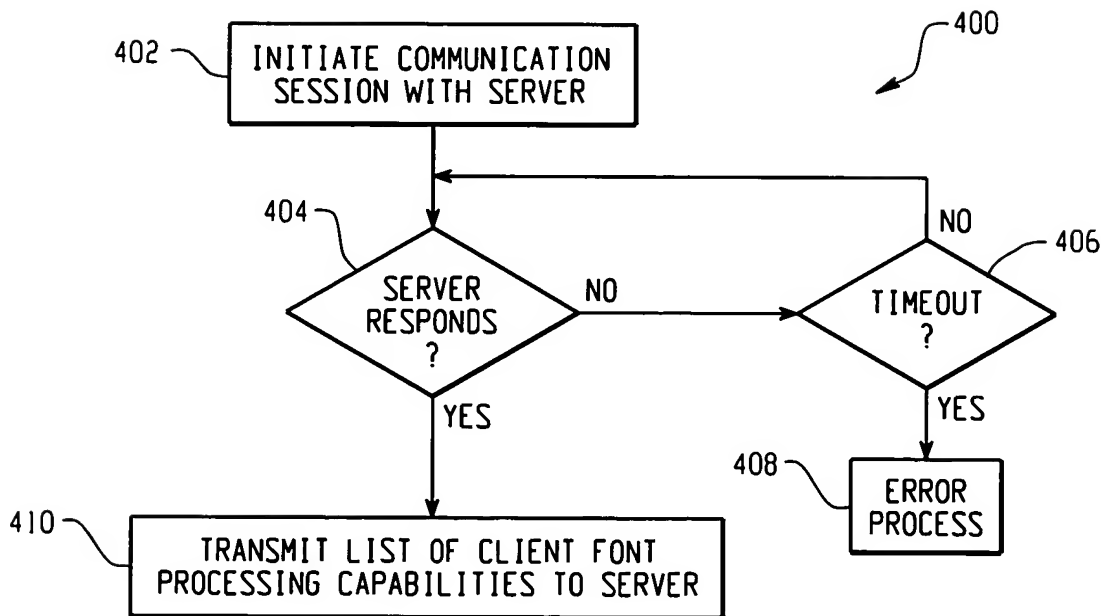 402
INITIATE COMMUNICATION
SESSION WITH SERVER
400
404
SERVER
RESPONDS
?
NO
NO
406
TIMEOUT
?
YES
YES
408
ERROR
PROCESS
410
TRANSMIT LIST OF CLIENT FONT
PROCESSING CAPABILITIES TO SERVER